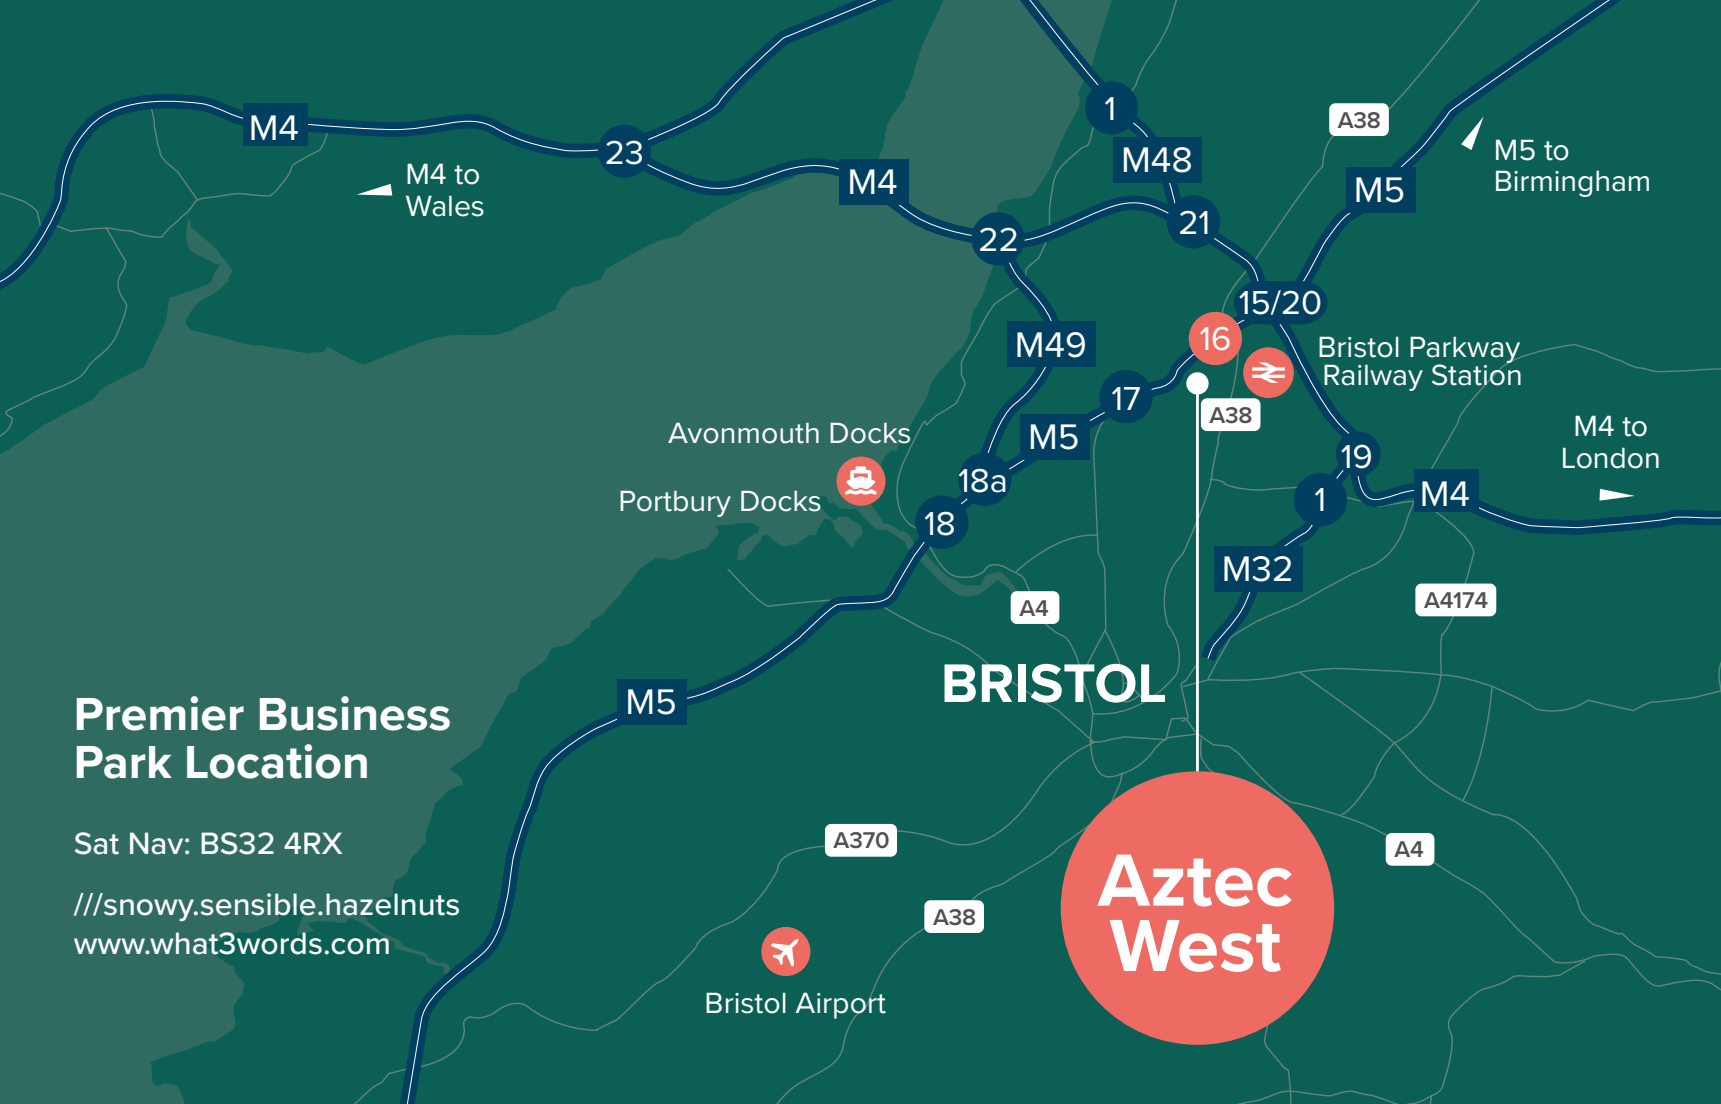 1
A38
M4
23
M48
M5 to
Birmingham
M4 to
Wales
M4
M5
21
22
15/20
M49
16
Bristol Parkway
Railway Station
17
A38
Avonmouth Docks
M5
M4 to
London
19
18a
Portbury Docks
1
M4
18
M32
A4
A4174
BRISTOL
M5
Premier Business
Park Location
Sat Nav: BS32 4RX
///snowy.sensible.hazelnuts
www.what3words.com
A370
A4
Aztec
West
A38
Bristol Airport